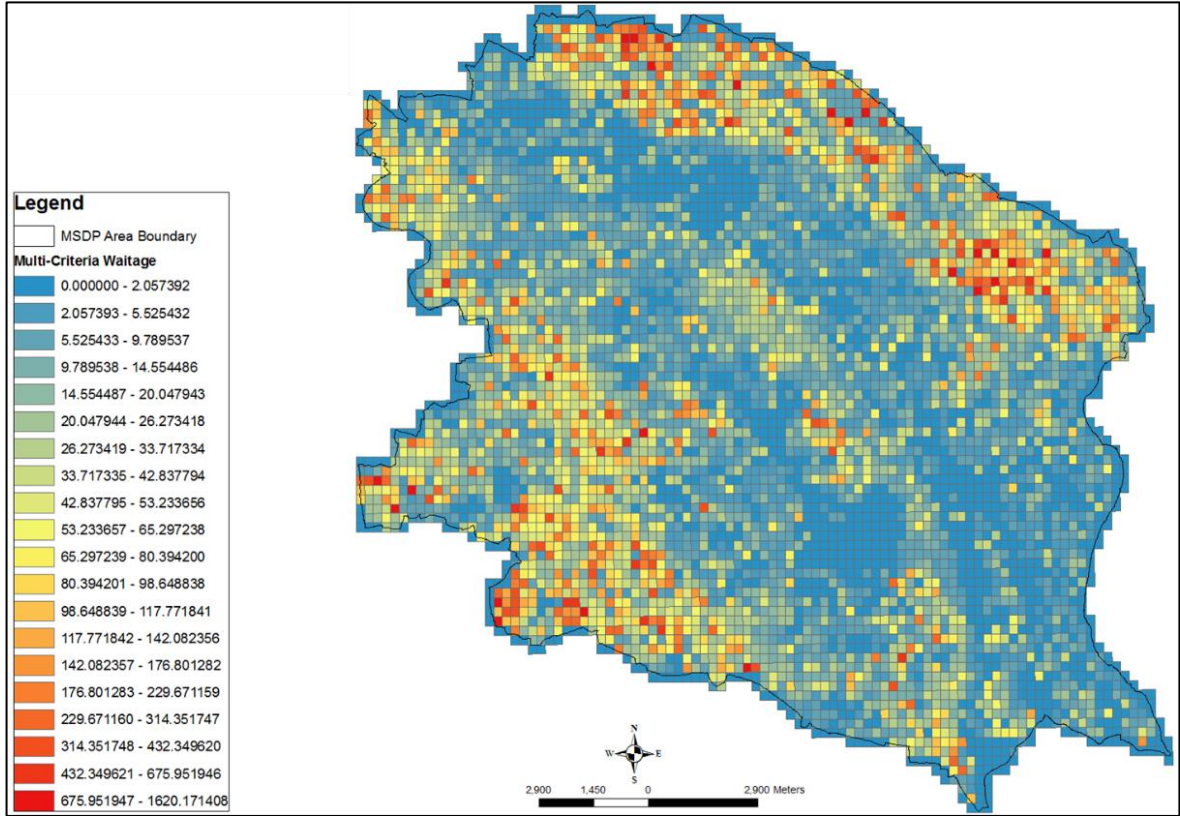 Legend
MSDP Area Boundary
Multi-Criteria Waitage
0.000000 - 2.057392
2.057393 - 5.525432
5.525433 - 9.789537
9.789538 - 14.554486
14.554487 - 20.047943
20.047944 - 26.273418
26.273419 - 33.717334
33.717335 - 42.837794
42.837795 - 53.233656
53.233657 - 65.297238
65.297239 - 80.394200
80.394201 - 98.648838
98.648839 - 117.771841
117.771842 - 142.082356
142.082357 - 176.801282
176.801283 - 229.671159
229.671160 - 314.351747
314.351748 - 432.349620
432.349621 - 675.951946
675.951947 - 1620.171408
N
W E
S
2,900 1,450 0 2,900 Meters